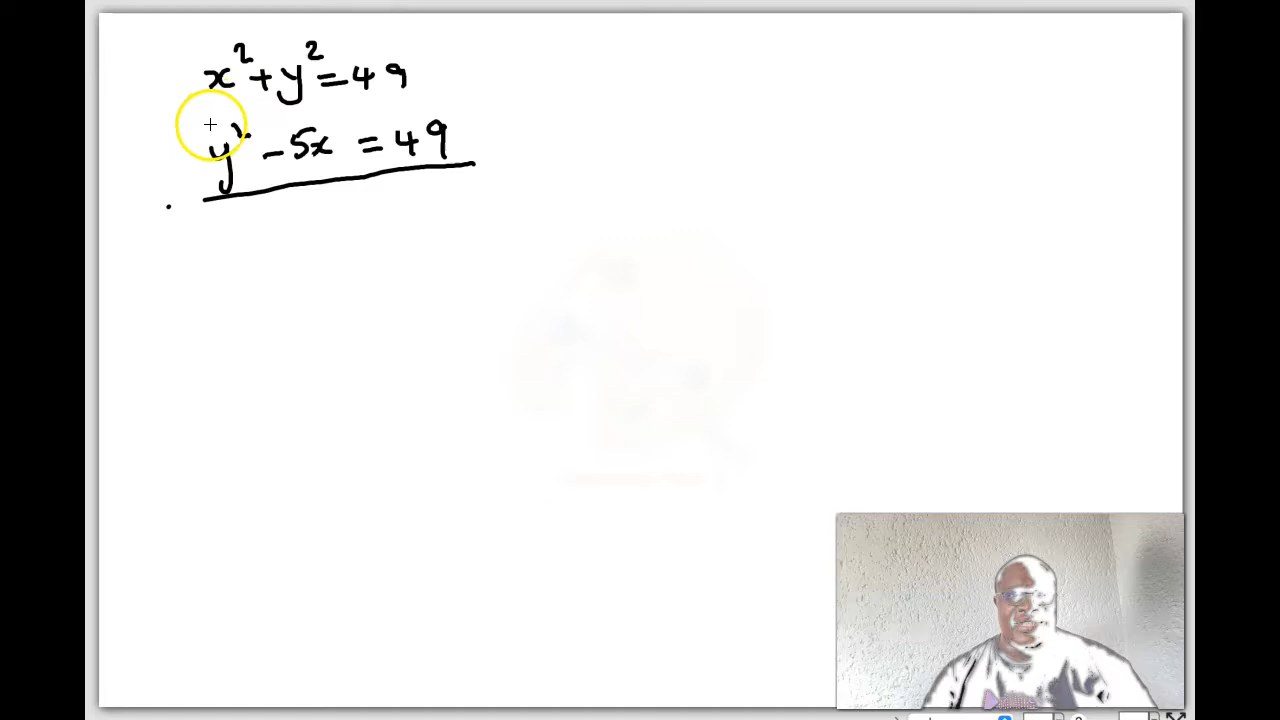 x² + y² = 49
y² - 5x = 49